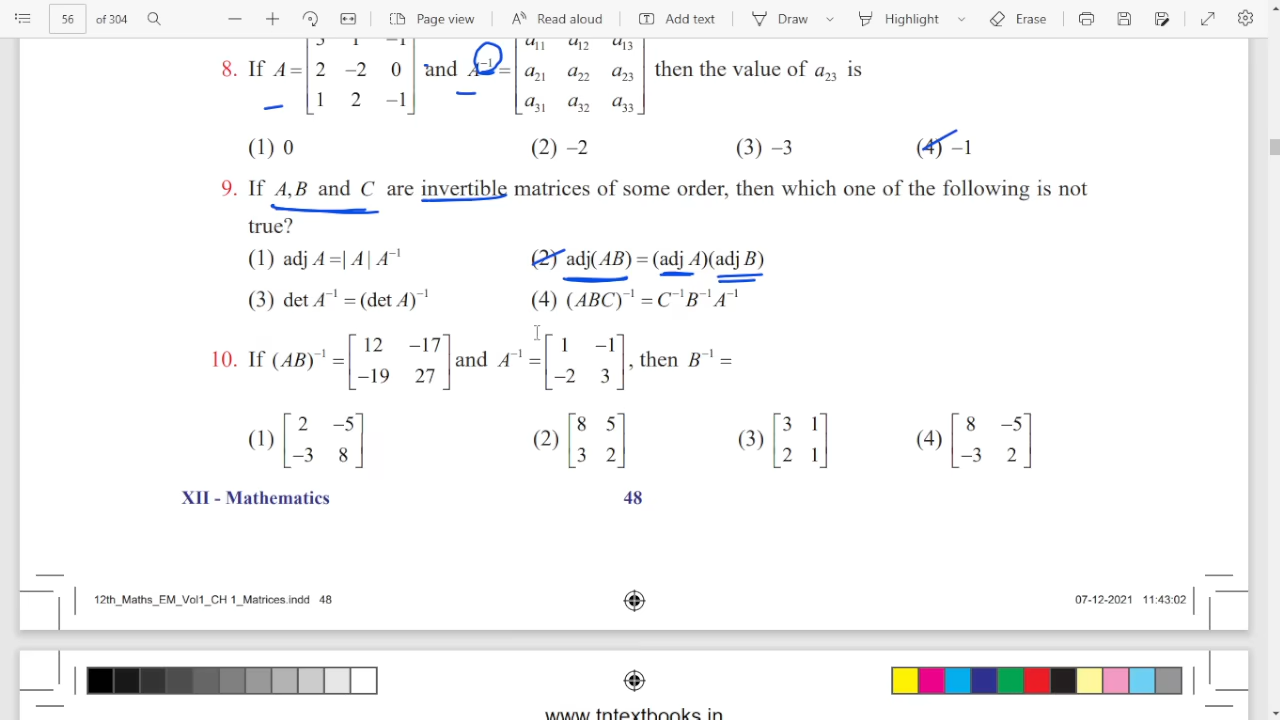 56 of 304 Page view Read aloud Add text Draw Highlight Erase
3 1 −1 a₁₁ a₁₂ a₁₃
8. If A = 2 −2 0 and A⁻¹ = a₂₁ a₂₂ a₂₃ then the value of a₂₃ is
1 2 −1 a₃₁ a₃₂ a₃₃
(1) 0 (2) −2 (3) −3 (4) −1
9. If A, B and C are invertible matrices of some order, then which one of the following is not
true?
(1) adj A = | A | A⁻¹ (2) adj(AB) = (adj A)(adj B)
(3) det A⁻¹ = (det A)⁻¹ (4) (ABC)⁻¹ = C⁻¹B⁻¹A⁻¹
12 −17 1 −1
10. If (AB)⁻¹ = and A⁻¹ = , then B⁻¹ =
−19 27 −2 3
2 −5 8 5 3 1 8 −5
(1) (2) (3) (4)
−3 8 3 2 2 1 −3 2
XII - Mathematics 48
12th_Maths_EM_Vol1_CH 1_Matrices.indd 48 07-12-2021 11:43:02
www.tntextbooks.in